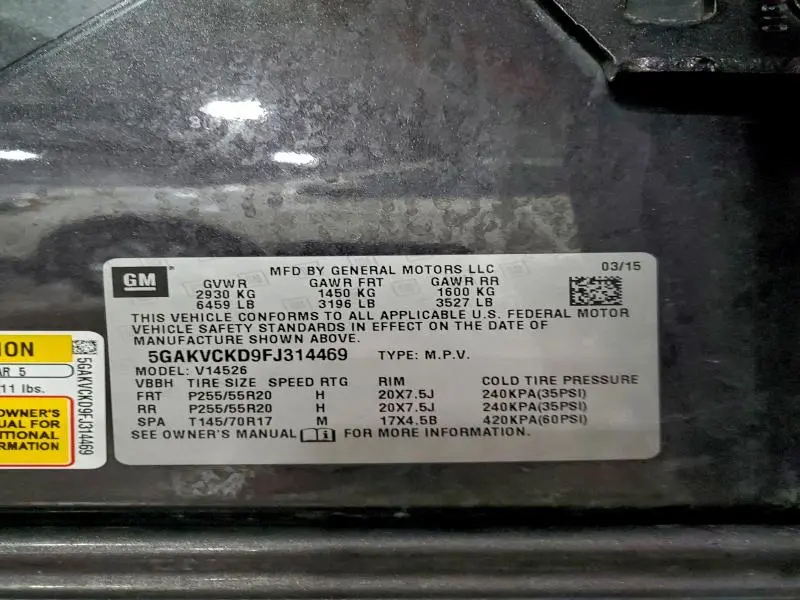 MFD BY GENERAL MOTORS LLC
03/15
GM
GVWR GAWR FRT GAWR RR
2930 KG 1450 KG 1600 KG
6459 LB 3196 LB 3527 LB
THIS VEHICLE CONFORMS TO ALL APPLICABLE U.S. FEDERAL MOTOR
VEHICLE SAFETY STANDARDS IN EFFECT ON THE DATE OF
MANUFACTURE SHOWN ABOVE.
5GAKVCKD9FJ314469 TYPE: M.P.V.
MODEL: V14526
VBBH TIRE SIZE SPEED RTG RIM COLD TIRE PRESSURE
FRT P255/55R20 H 20X7.5J 240KPA(35PSI)
RR P255/55R20 H 20X7.5J 240KPA(35PSI)
SPA T145/70R17 M 17X4.5B 420KPA(60PSI)
SEE OWNER'S MANUAL FOR MORE INFORMATION.
ION
AR 5
11 lbs.
OWNER'S
UAL FOR
ITIONAL
RMATION
5GAKVCKD9FJ314469